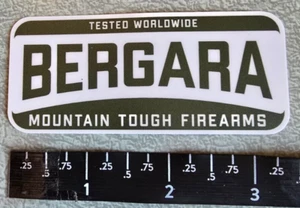 TESTED WORLDWIDE
BERGARA
MOUNTAIN TOUGH FIREARMS
.25 .5 .75 1 .25 .5 .75 2 .25 .5 .75 3 .25